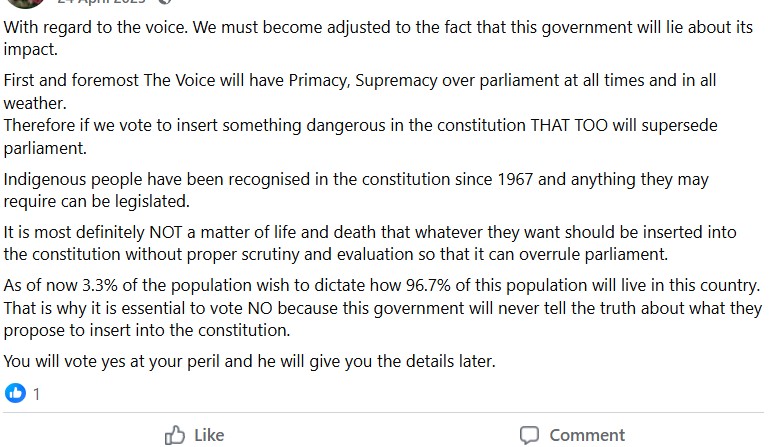 24 April 2023
With regard to the voice. We must become adjusted to the fact that this government will lie about its
impact.
First and foremost The Voice will have Primacy, Supremacy over parliament at all times and in all
weather.
Therefore if we vote to insert something dangerous in the constitution THAT TOO will supersede
parliament.
Indigenous people have been recognised in the constitution since 1967 and anything they may
require can be legislated.
It is most definitely NOT a matter of life and death that whatever they want should be inserted into
the constitution without proper scrutiny and evaluation so that it can overrule parliament.
As of now 3.3% of the population wish to dictate how 96.7% of this population will live in this country.
That is why it is essential to vote NO because this government will never tell the truth about what they
propose to insert into the constitution.
You will vote yes at your peril and he will give you the details later.
1
Like
Comment